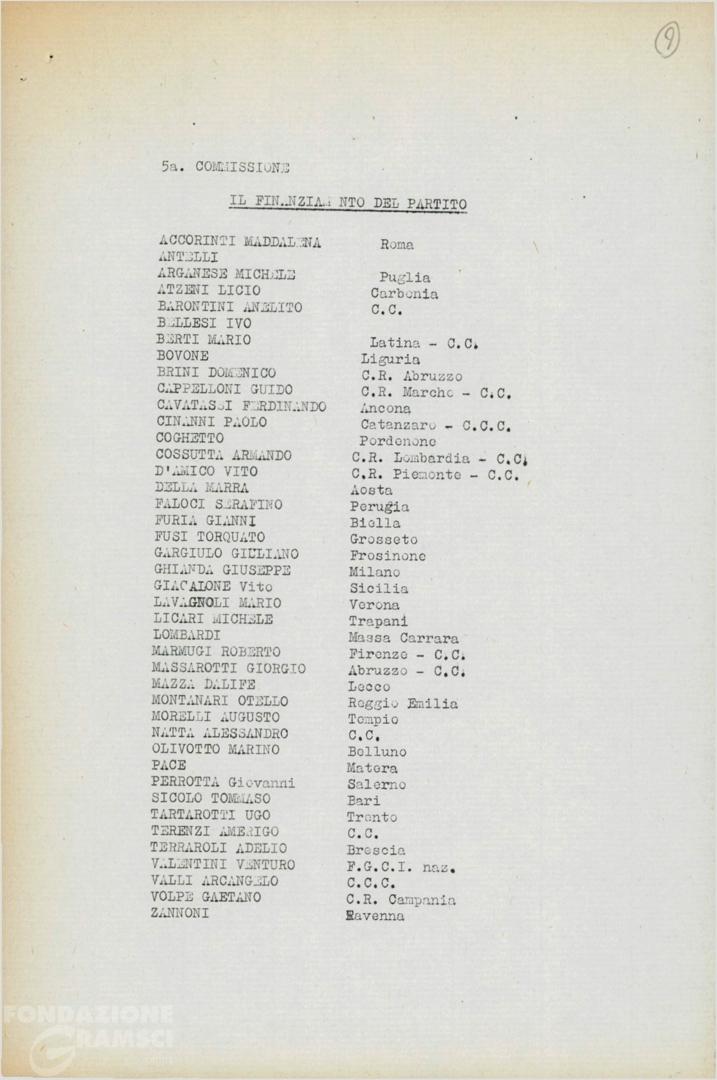 9
5a. COMMISSIONE
IL FINANZIAMENTO DEL PARTITO
ACCORINTI MADDALENA Roma
ANTELLI
ARGANESE MICHELE Puglia
ATZENI LICIO Carbonia
BARONTINI ANELITO C.C.
BELLESI IVO
BERTI MARIO Latina - C.C.
BOVONE Liguria
BRINI DOMENICO C.R. Abruzzo
CAPPELLONI GUIDO C.R. Marche - C.C.
CAVATASSI FERDINANDO Ancona
CINANNI PAOLO Catanzaro - C.C.C.
COGHETTO Pordenone
COSSUTTA ARMANDO C.R. Lombardia - C.C.
D'AMICO VITO C.R. Piemonte - C.C.
DELLA MARRA Aosta
FALOCI SERAFINO Perugia
FURIA GIANNI Biella
FUSI TORQUATO Grosseto
GARGIULO GIULIANO Frosinone
GHIANDA GIUSEPPE Milano
GIACALONE Vito Sicilia
LAVAGNOLI MARIO Verona
LICARI MICHELE Trapani
LOMBARDI Massa Carrara
MARMUGI ROBERTO Firenze - C.C.
MASSAROTTI GIORGIO Abruzzo - C.C.
MAZZA DALIFE Lecco
MONTANARI OTELLO Reggio Emilia
MORELLI AUGUSTO Tempio
NATTA ALESSANDRO C.C.
OLIVOTTO MARINO Belluno
PACE Matera
PERROTTA Giovanni Salerno
SICOLO TOMMASO Bari
TARTAROTTI UGO Trento
TERENZI AMERIGO C.C.
TERRAROLI ADELIO Brescia
VALENTINI VENTURO F.G.C.I. naz.
VALLI ARCANGELO C.C.C.
VOLPE GAETANO C.R. Campania
ZANNONI Ravenna
FONDAZIONE
GRAMSCI